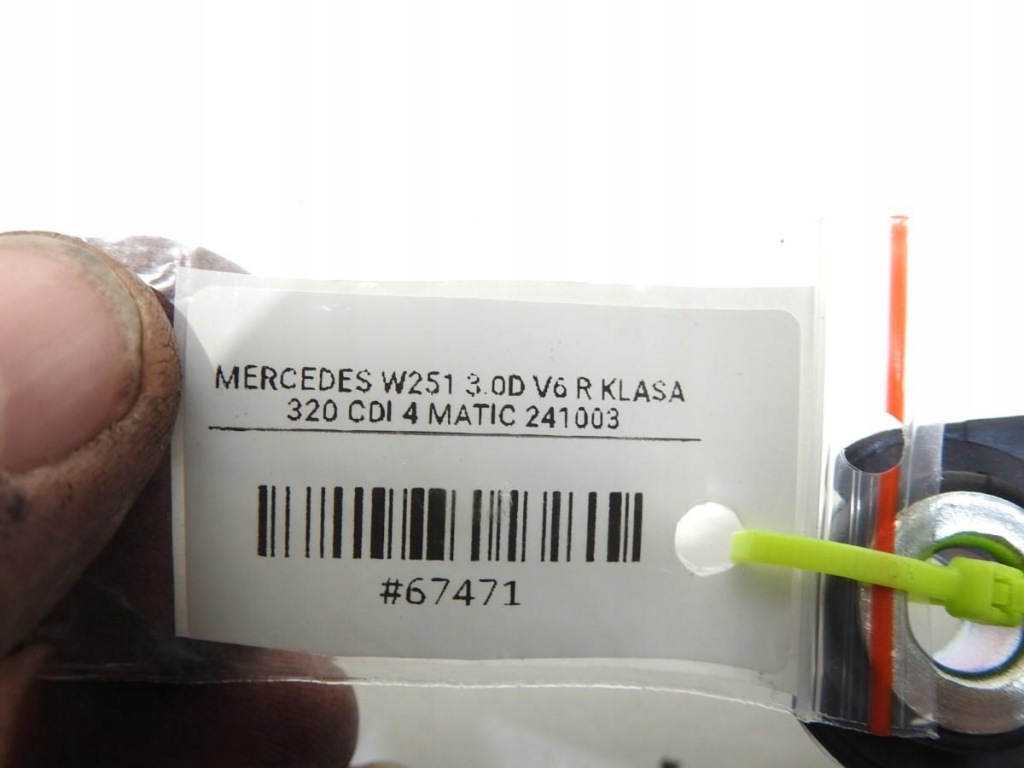 MERCEDES W251 3.0D V6 R KLASA
320 CDI 4 MATIC 241003
#67471